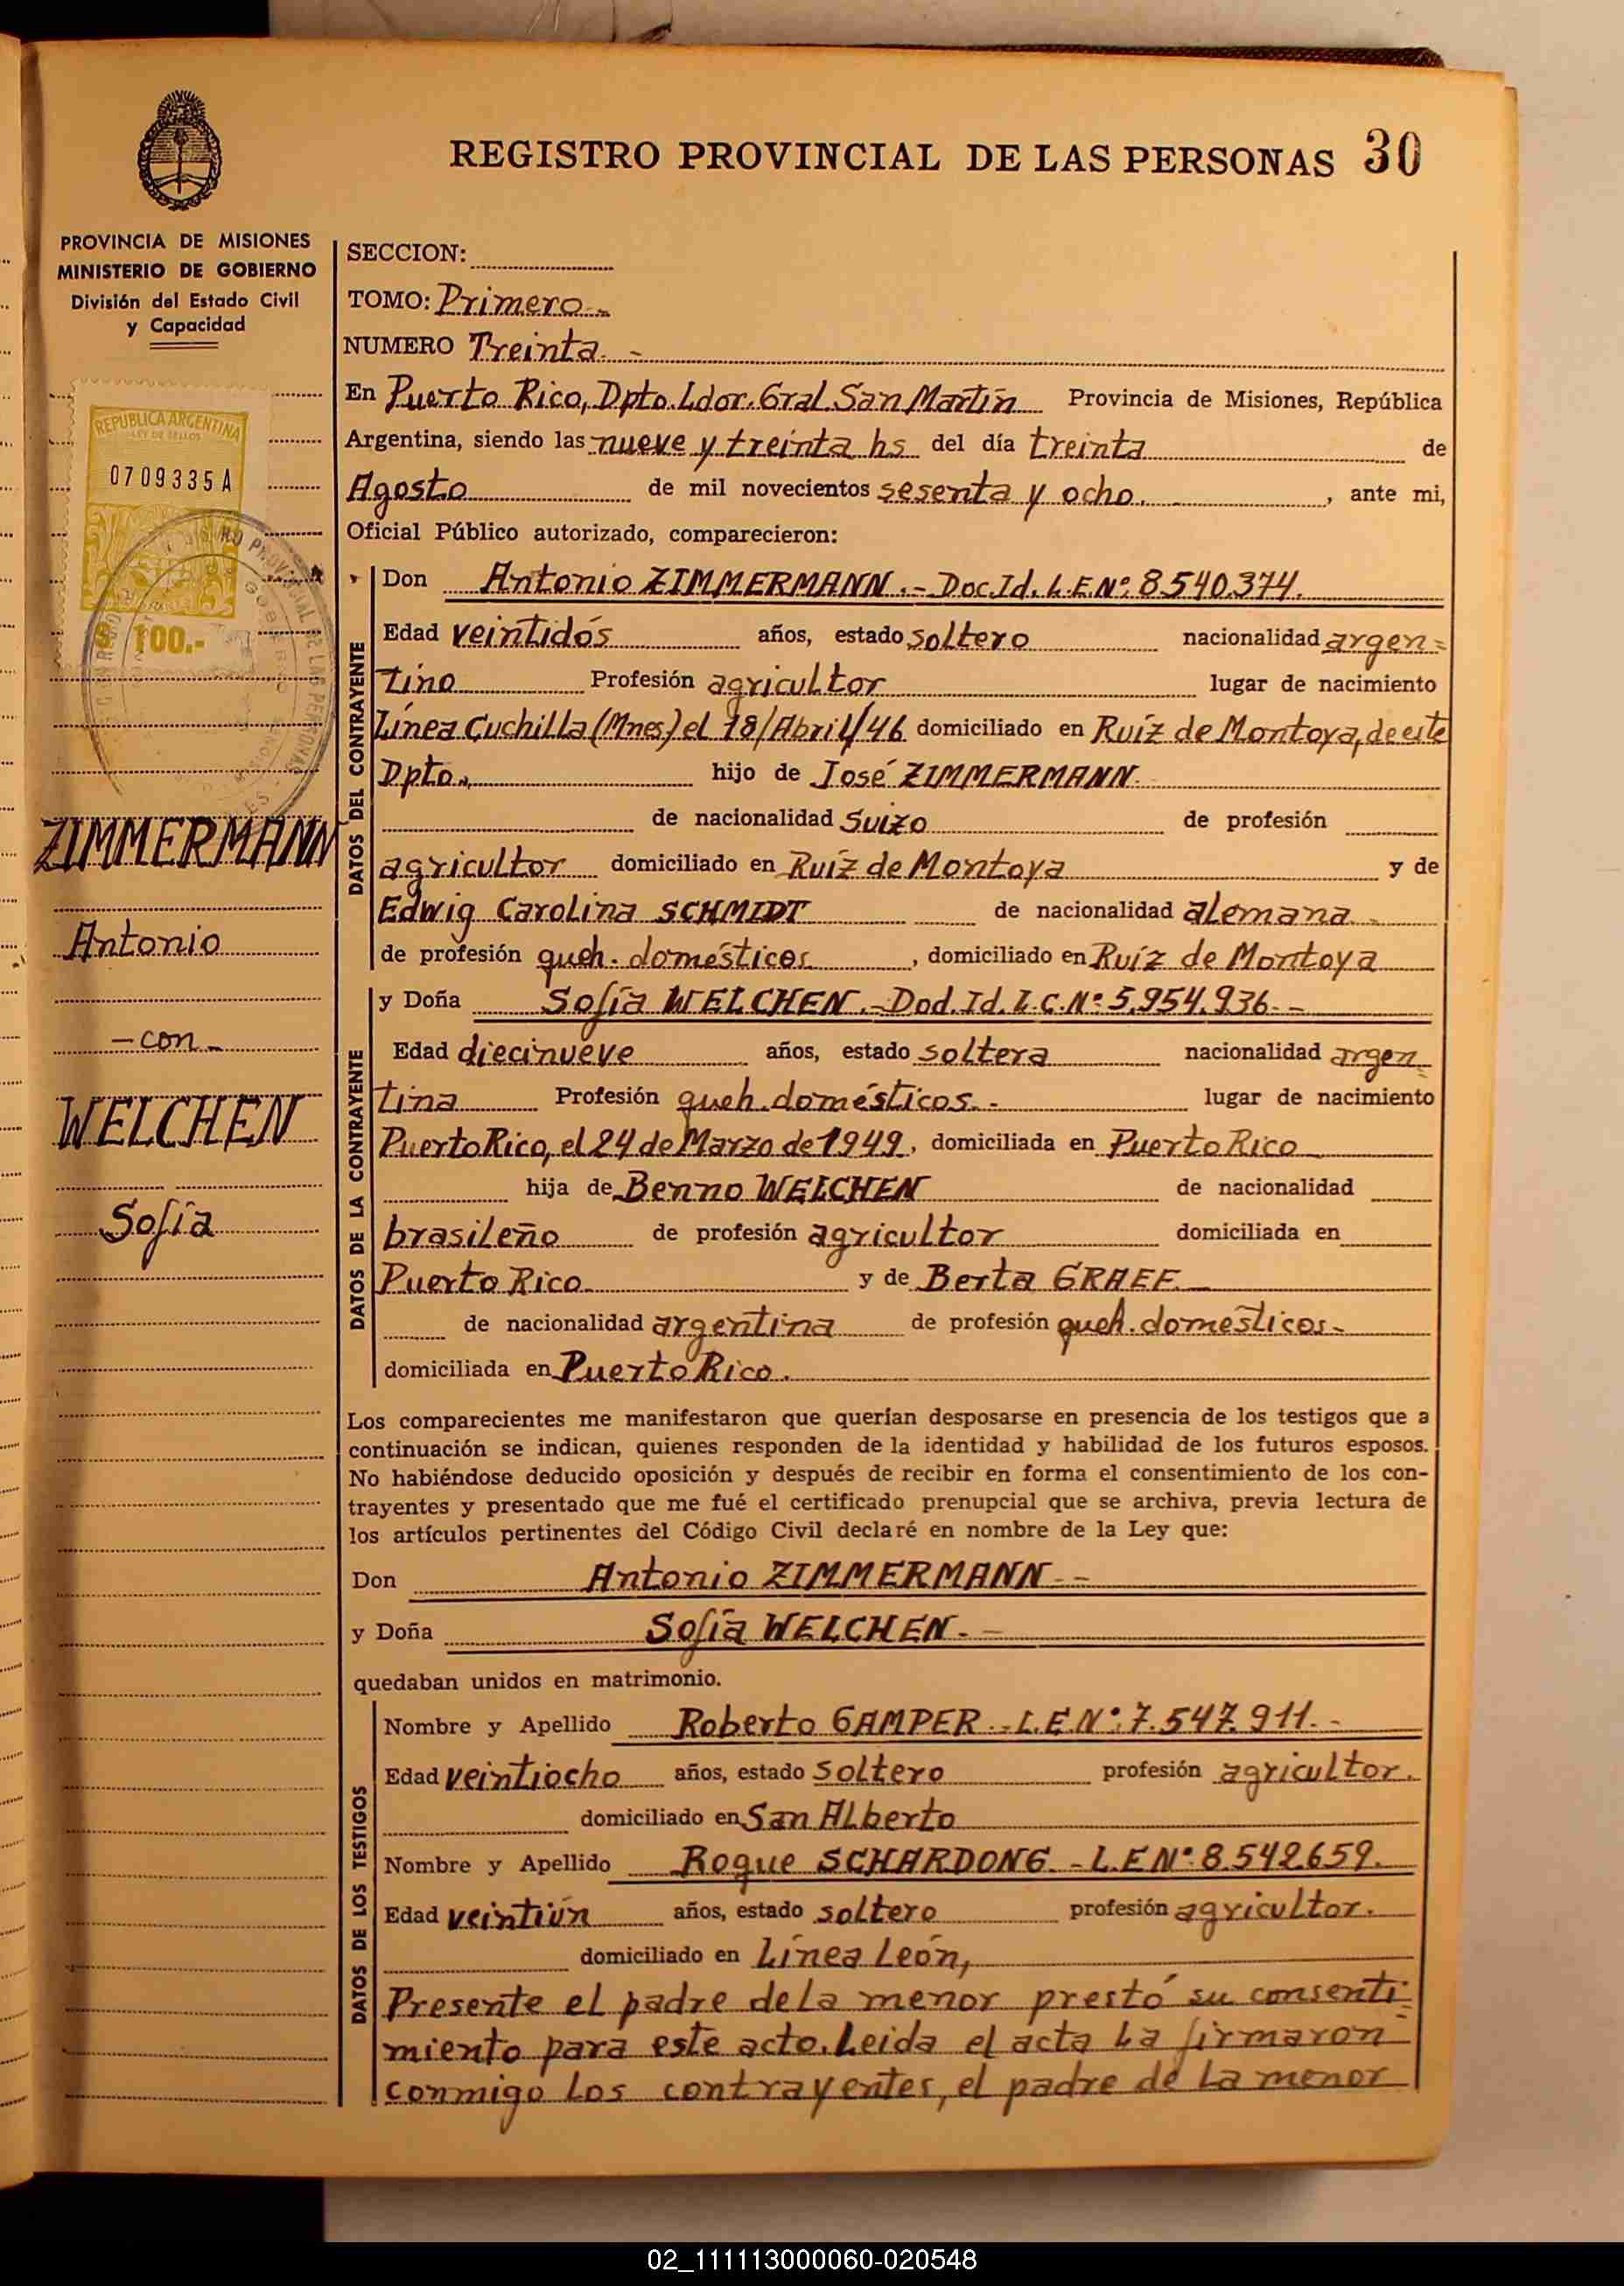 REGISTRO PROVINCIAL DE LAS PERSONAS 30
PROVINCIA DE MISIONES
MINISTERIO DE GOBIERNO
División del Estado Civil
y Capacidad
REPUBLICA ARGENTINA
LEY DE SELLOS
0709335A
$ 100.-
ZIMMERMANN
Antonio
-con-
WELCHEN
Sofía
SECCION:
TOMO: Primero.-
NUMERO Treinta.-
En Puerto Rico, Dpto. Ldor. Gral. San Martín Provincia de Misiones, República
Argentina, siendo las nueve y treinta hs del día treinta de
Agosto de mil novecientos sesenta y ocho. , ante mi,
Oficial Público autorizado, comparecieron:
DATOS DEL CONTRAYENTE
Don Antonio ZIMMERMANN.- Doc. Id. L.E. Nº: 8.540.374.
Edad veintidós años, estado soltero nacionalidad argen=
tino Profesión agricultor lugar de nacimiento
Línea Cuchilla (Mnes) el 18/Abril/46 domiciliado en Ruíz de Montoya, de este
Dpto., hijo de José ZIMMERMANN.
de nacionalidad Suizo de profesión
agricultor domiciliado en Ruíz de Montoya y de
Edwig Carolina SCHMIDT de nacionalidad alemana.-
de profesión queh. domésticos , domiciliado en Ruíz de Montoya
DATOS DE LA CONTRAYENTE
y Doña Sofía WELCHEN.- Dod. Id. L.C. Nº: 5.954.936.-
Edad diecinueve años, estado soltera nacionalidad argen=
tina Profesión queh. domésticos.- lugar de nacimiento
Puerto Rico, el 24 de Marzo de 1949, domiciliada en Puerto Rico
hija de Benno WELCHEN de nacionalidad
brasileño de profesión agricultor domiciliada en
Puerto Rico y de Berta GRAEF.
de nacionalidad argentina de profesión queh. domésticos-
domiciliada en Puerto Rico.
Los comparecientes me manifestaron que querían desposarse en presencia de los testigos que a
continuación se indican, quienes responden de la identidad y habilidad de los futuros esposos.
No habiéndose deducido oposición y después de recibir en forma el consentimiento de los con-
trayentes y presentado que me fué el certificado prenupcial que se archiva, previa lectura de
los artículos pertinentes del Código Civil declaré en nombre de la Ley que:
Don Antonio ZIMMERMANN.-
y Doña Sofía WELCHEN.-
quedaban unidos en matrimonio.
DATOS DE LOS TESTIGOS
Nombre y Apellido Roberto GAMPER.- L.E Nº: 7.547.911.-
Edad veintiocho años, estado soltero profesión agricultor.
domiciliado en San Alberto
Nombre y Apellido Roque SCHARDONG.- L.E Nº: 8.542.659.
Edad veintiún años, estado soltero profesión agricultor.
domiciliado en Línea León,
Presente el padre de la menor prestó su consenti=
miento para este acto. Leida el acta la firmaron
conmigo los contrayentes, el padre de la menor
02_111113000060-020548